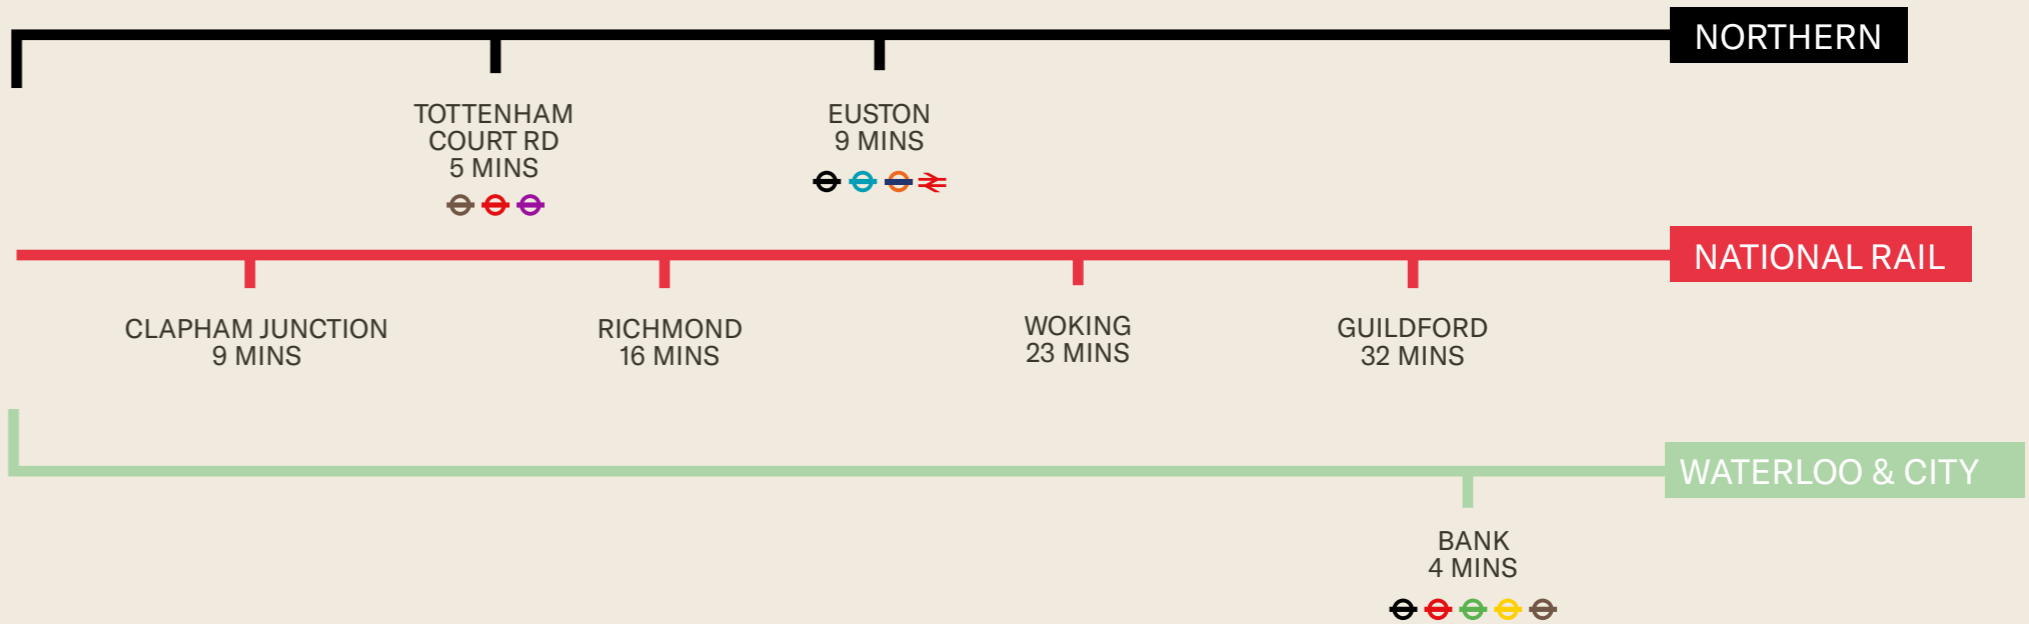 NORTHERN
TOTTENHAM
COURT RD
5 MINS
EUSTON
9 MINS
NATIONAL RAIL
CLAPHAM JUNCTION
9 MINS
RICHMOND
16 MINS
WOKING
23 MINS
GUILDFORD
32 MINS
WATERLOO & CITY
BANK
4 MINS